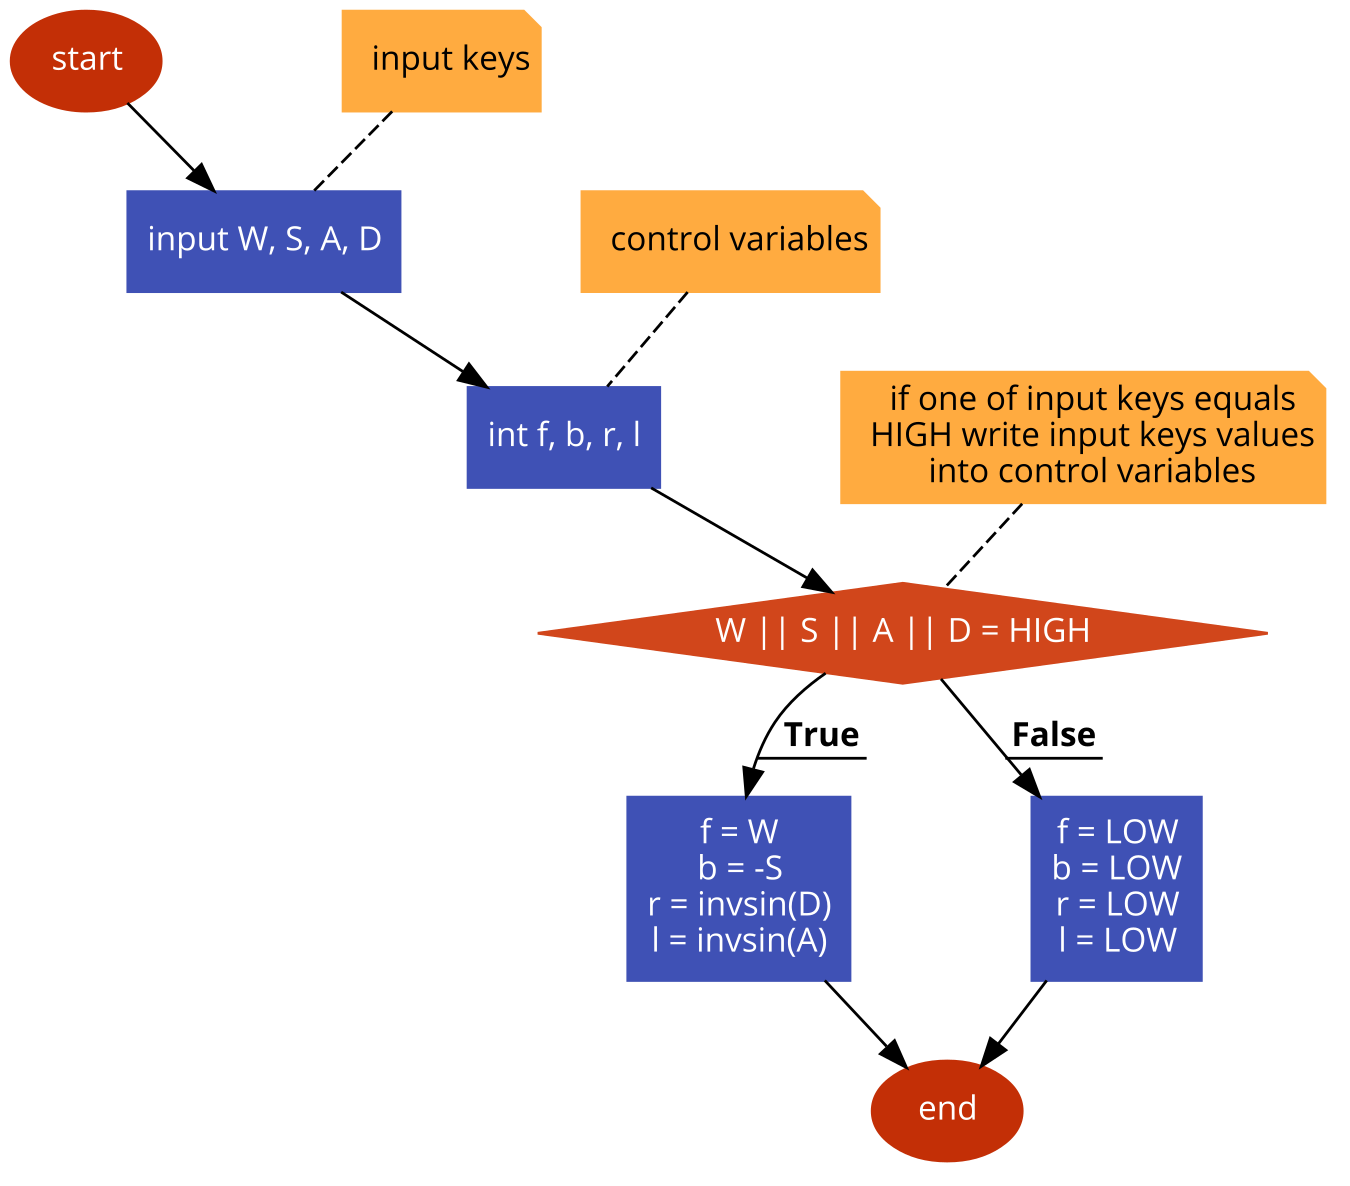 start
input keys
input W, S, A, D
control variables
int f, b, r, l
if one of input keys equals
HIGH write input keys values
into control variables
W || S || A || D = HIGH
True
False
f = W
b = -S
r = invsin(D)
l = invsin(A)
f = LOW
b = LOW
r = LOW
l = LOW
end